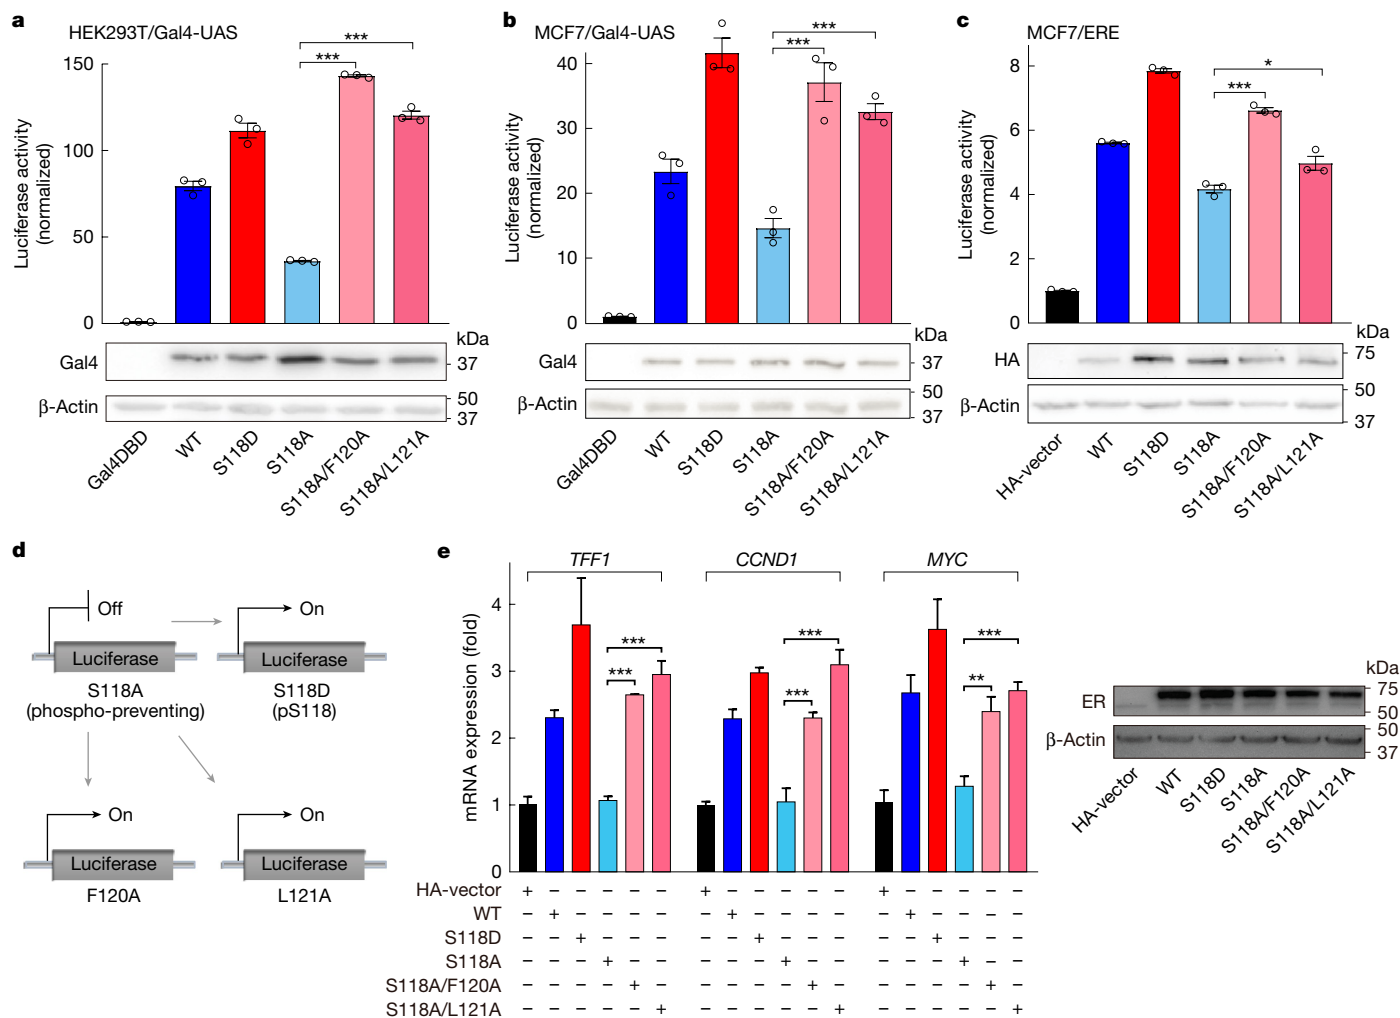 a
HEK293T/Gal4-UAS
***
***
Luciferase activity
(normalized)
150
100
50
0
kDa
Gal4
37
β-Actin
50
37
Gal4DBD
WT
S118D
S118A
S118A/F120A
S118A/L121A
b
MCF7/Gal4-UAS
***
***
Luciferase activity
(normalized)
40
30
20
10
0
kDa
Gal4
37
β-Actin
50
37
Gal4DBD
WT
S118D
S118A
S118A/F120A
S118A/L121A
c
MCF7/ERE
*
***
Luciferase activity
(normalized)
8
6
4
2
0
kDa
HA
75
β-Actin
50
37
HA-vector
WT
S118D
S118A
S118A/F120A
S118A/L121A
d
Off
Luciferase
S118A
(phospho-preventing)
On
Luciferase
S118D
(pS118)
On
Luciferase
F120A
On
Luciferase
L121A
e
TFF1
CCND1
MYC
mRNA expression (fold)
4
3
2
1
0
***
***
***
***
***
**
HA-vector + – – – – – + – – – – – + – – – – –
WT – + – – – – – + – – – – – + – – – –
S118D – – + – – – – – + – – – – – + – – –
S118A – – – + – – – – – + – – – – – + – –
S118A/F120A – – – – + – – – – – + – – – – – + –
S118A/L121A – – – – – + – – – – – + – – – – – +
kDa
ER
75
50
β-Actin
50
37
HA-vector
WT
S118D
S118A
S118A/F120A
S118A/L121A